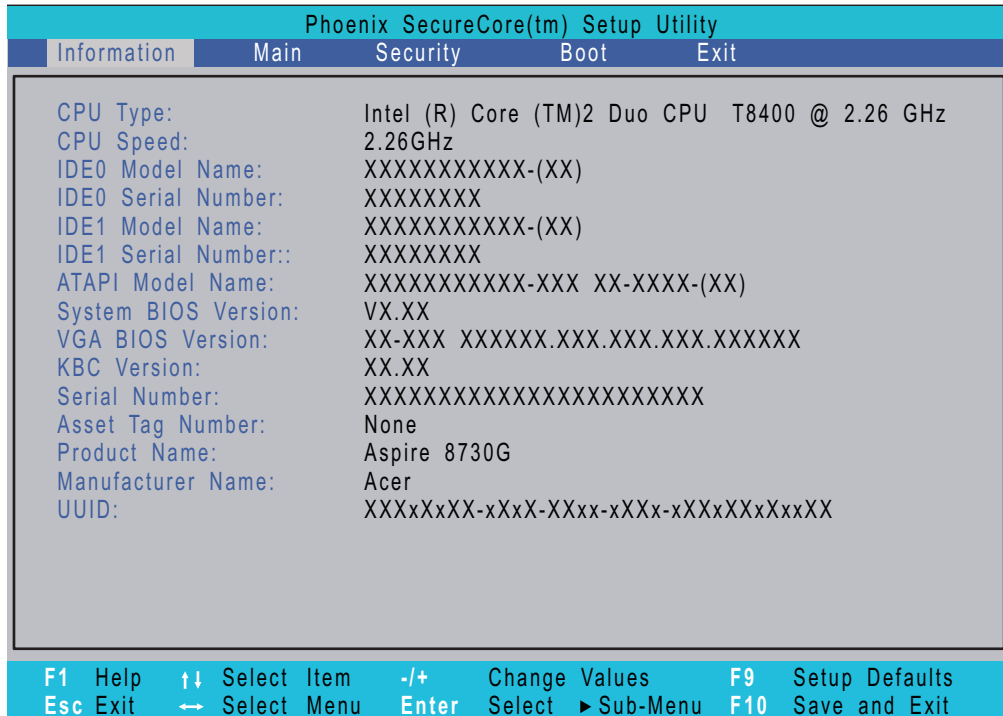 Phoenix SecureCore(tm) Setup Utility
Information Main Security Boot Exit
CPU Type: Intel (R) Core (TM)2 Duo CPU T8400 @ 2.26 GHz
CPU Speed: 2.26GHz
IDE0 Model Name: XXXXXXXXXXX-(XX)
IDE0 Serial Number: XXXXXXXX
IDE1 Model Name: XXXXXXXXXXX-(XX)
IDE1 Serial Number:: XXXXXXXX
ATAPI Model Name: XXXXXXXXXXX-XXX XX-XXXX-(XX)
System BIOS Version: VX.XX
VGA BIOS Version: XX-XXX XXXXXX.XXX.XXX.XXX.XXXXXX
KBC Version: XX.XX
Serial Number: XXXXXXXXXXXXXXXXXXXXXXX
Asset Tag Number: None
Product Name: Aspire 8730G
Manufacturer Name: Acer
UUID: XXXxXxXX-xXxX-XXxx-xXXx-xXXxXXxXxxXX
F1 Help ↑↓ Select Item -/+ Change Values F9 Setup Defaults
Esc Exit ↔ Select Menu Enter Select ▶ Sub-Menu F10 Save and Exit